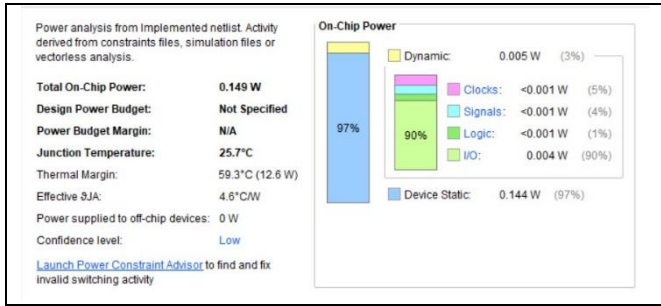 Power analysis from Implemented netlist. Activity
derived from constraints files, simulation files or
vectorless analysis.
Total On-Chip Power: 0.149 W
Design Power Budget: Not Specified
Power Budget Margin: N/A
Junction Temperature: 25.7°C
Thermal Margin: 59.3°C (12.6 W)
Effective ϑJA: 4.6°C/W
Power supplied to off-chip devices: 0 W
Confidence level: Low
Launch Power Constraint Advisor to find and fix
invalid switching activity
On-Chip Power
Dynamic: 0.005 W (3%)
Clocks: <0.001 W (5%)
Signals: <0.001 W (4%)
97%
90%
Logic: <0.001 W (1%)
I/O: 0.004 W (90%)
Device Static: 0.144 W (97%)